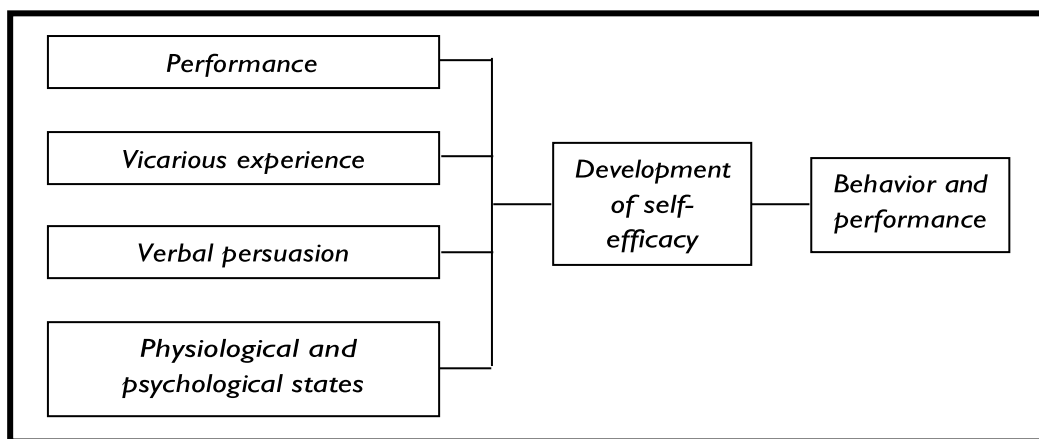 Performance
Vicarious experience
Verbal persuasion
Physiological and
psychological states
Development
of self-
efficacy
Behavior and
performance